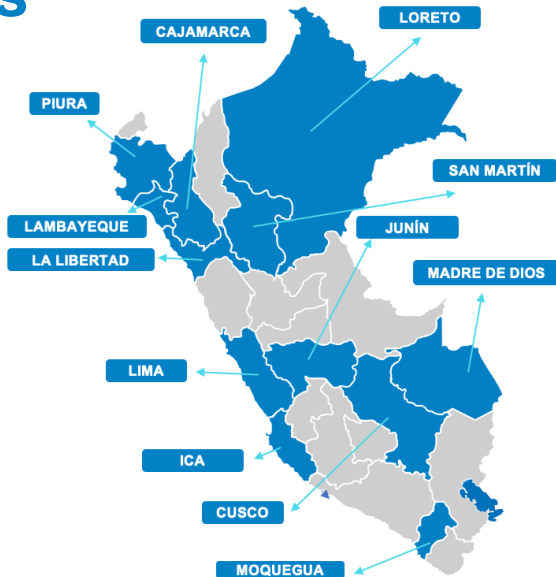 S
CAJAMARCA
LORETO
PIURA
SAN MARTÍN
LAMBAYEQUE
JUNÍN
LA LIBERTAD
MADRE DE DIOS
LIMA
ICA
CUSCO
MOQUEGUA